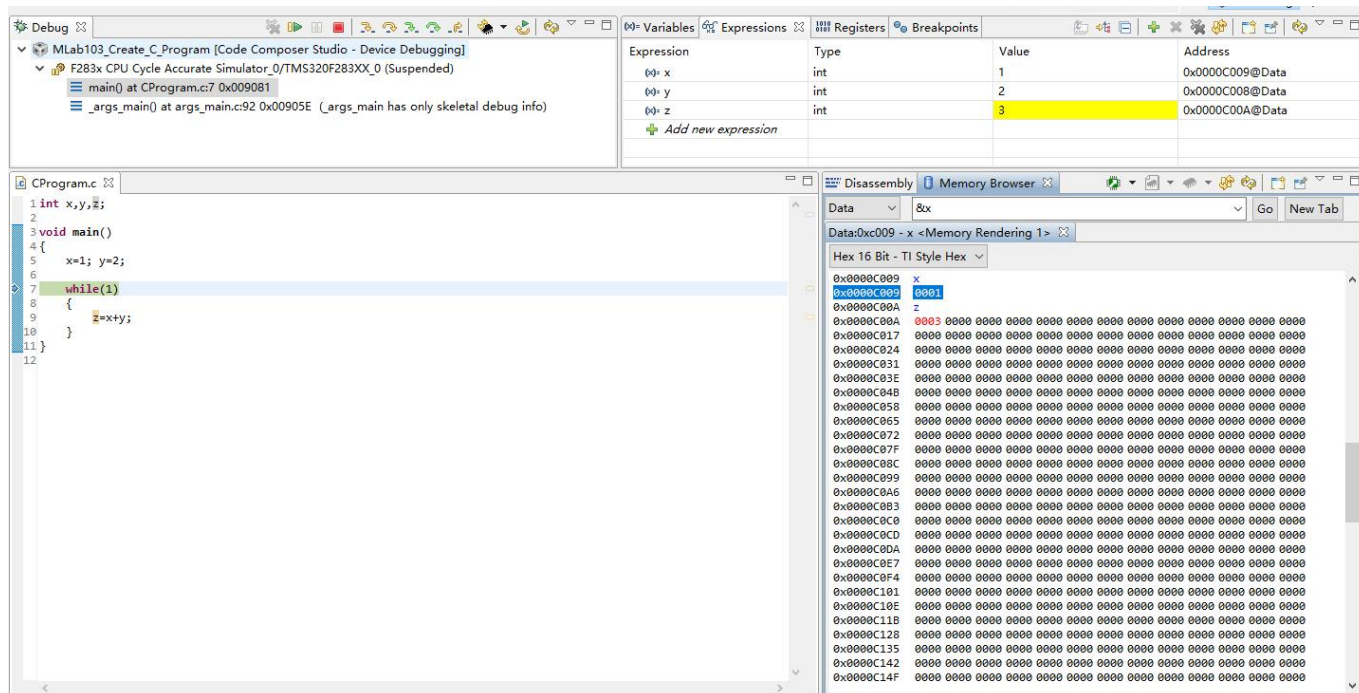 Debug
MLab103_Create_C_Program [Code Composer Studio - Device Debugging]
F283x CPU Cycle Accurate Simulator_0/TMS320F283XX_0 (Suspended)
main() at CProgram.c:7 0x009081
_args_main() at args_main.c:92 0x00905E (_args_main has only skeletal debug info)
(x)= Variables Expressions Registers Breakpoints
Expression Type Value Address
(x)= x int 1 0x0000C009@Data
(x)= y int 2 0x0000C008@Data
(x)= z int 3 0x0000C00A@Data
Add new expression
CProgram.c
1 int x,y,z;
2
3 void main()
4 {
5 x=1; y=2;
6
7 while(1)
8 {
9 z=x+y;
10 }
11 }
12
Disassembly Memory Browser
Data &x Go New Tab
Data:0xc009 - x <Memory Rendering 1>
Hex 16 Bit - TI Style Hex
0x0000C009 x
0x0000C009 0001
0x0000C00A z
0x0000C00A 0003 0000 0000 0000 0000 0000 0000 0000 0000 0000 0000 0000 0000
0x0000C017 0000 0000 0000 0000 0000 0000 0000 0000 0000 0000 0000 0000 0000
0x0000C024 0000 0000 0000 0000 0000 0000 0000 0000 0000 0000 0000 0000 0000
0x0000C031 0000 0000 0000 0000 0000 0000 0000 0000 0000 0000 0000 0000 0000
0x0000C03E 0000 0000 0000 0000 0000 0000 0000 0000 0000 0000 0000 0000 0000
0x0000C04B 0000 0000 0000 0000 0000 0000 0000 0000 0000 0000 0000 0000 0000
0x0000C058 0000 0000 0000 0000 0000 0000 0000 0000 0000 0000 0000 0000 0000
0x0000C065 0000 0000 0000 0000 0000 0000 0000 0000 0000 0000 0000 0000 0000
0x0000C072 0000 0000 0000 0000 0000 0000 0000 0000 0000 0000 0000 0000 0000
0x0000C07F 0000 0000 0000 0000 0000 0000 0000 0000 0000 0000 0000 0000 0000
0x0000C08C 0000 0000 0000 0000 0000 0000 0000 0000 0000 0000 0000 0000 0000
0x0000C099 0000 0000 0000 0000 0000 0000 0000 0000 0000 0000 0000 0000 0000
0x0000C0A6 0000 0000 0000 0000 0000 0000 0000 0000 0000 0000 0000 0000 0000
0x0000C0B3 0000 0000 0000 0000 0000 0000 0000 0000 0000 0000 0000 0000 0000
0x0000C0C0 0000 0000 0000 0000 0000 0000 0000 0000 0000 0000 0000 0000 0000
0x0000C0CD 0000 0000 0000 0000 0000 0000 0000 0000 0000 0000 0000 0000 0000
0x0000C0DA 0000 0000 0000 0000 0000 0000 0000 0000 0000 0000 0000 0000 0000
0x0000C0E7 0000 0000 0000 0000 0000 0000 0000 0000 0000 0000 0000 0000 0000
0x0000C0F4 0000 0000 0000 0000 0000 0000 0000 0000 0000 0000 0000 0000 0000
0x0000C101 0000 0000 0000 0000 0000 0000 0000 0000 0000 0000 0000 0000 0000
0x0000C10E 0000 0000 0000 0000 0000 0000 0000 0000 0000 0000 0000 0000 0000
0x0000C11B 0000 0000 0000 0000 0000 0000 0000 0000 0000 0000 0000 0000 0000
0x0000C128 0000 0000 0000 0000 0000 0000 0000 0000 0000 0000 0000 0000 0000
0x0000C135 0000 0000 0000 0000 0000 0000 0000 0000 0000 0000 0000 0000 0000
0x0000C142 0000 0000 0000 0000 0000 0000 0000 0000 0000 0000 0000 0000 0000
0x0000C14F 0000 0000 0000 0000 0000 0000 0000 0000 0000 0000 0000 0000 0000